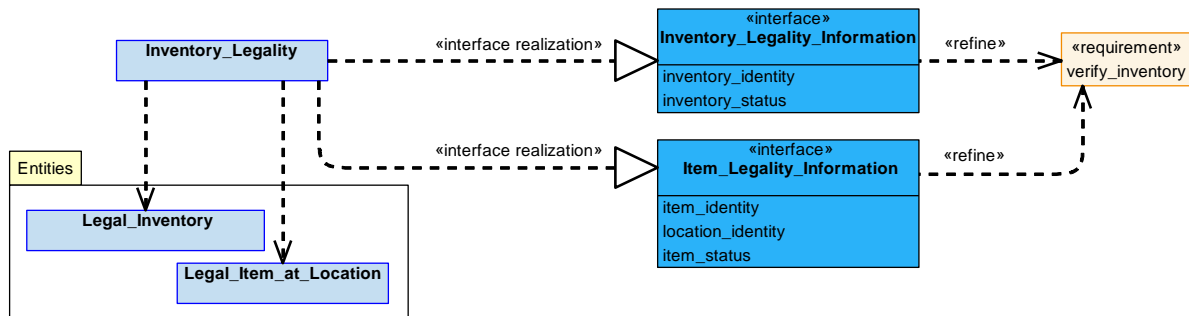 «interface»
Inventory_Legality_Information
inventory_identity
inventory_status
Inventory_Legality
«interface realization»
«refine»
«requirement»
verify_inventory
«interface realization»
«interface»
Item_Legality_Information
item_identity
location_identity
item_status
«refine»
Entities
Legal_Inventory
Legal_Item_at_Location